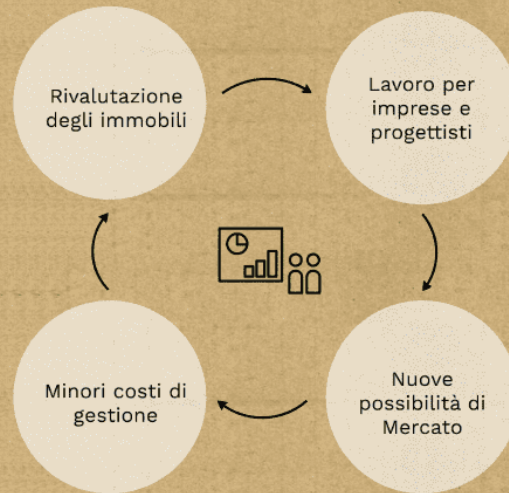 Rivalutazione
degli immobili
Lavoro per
imprese e
progettisti
Minori costi di
gestione
Nuove
possibilità di
Mercato